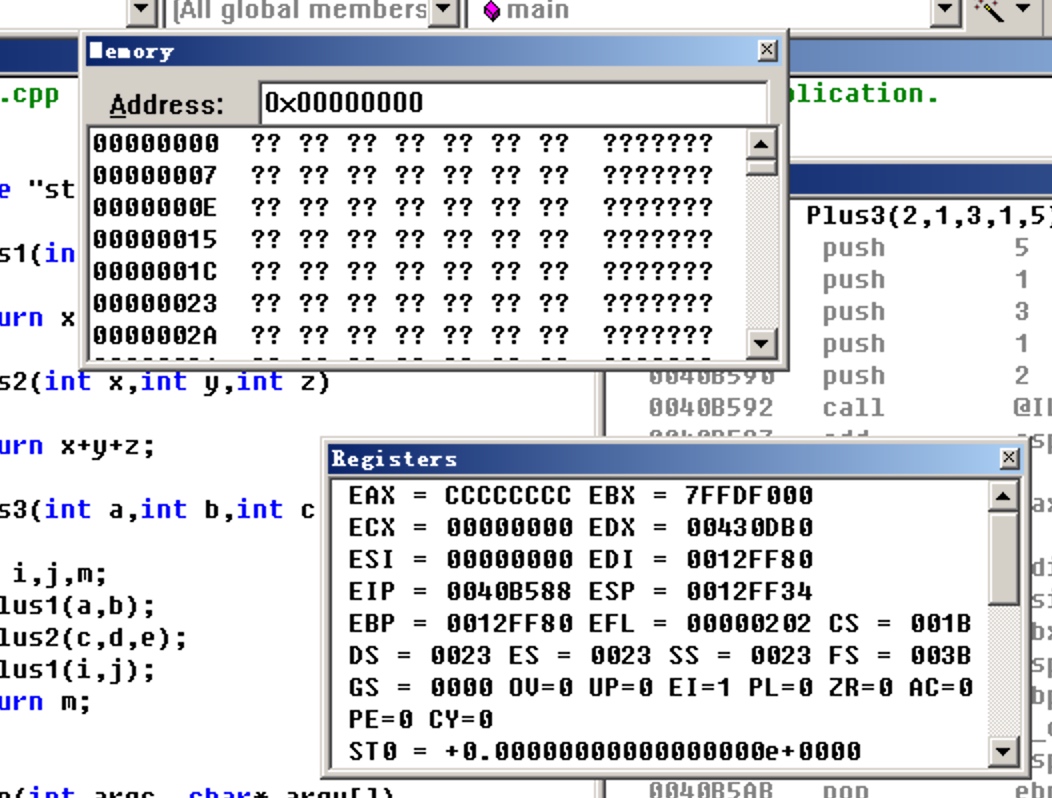 (All global members
main
Memory
.cpp
Address:
0x00000000
plication.
00000000 ?? ?? ?? ?? ?? ?? ?? ???????
00000007 ?? ?? ?? ?? ?? ?? ?? ???????
0000000E ?? ?? ?? ?? ?? ?? ?? ???????
00000015 ?? ?? ?? ?? ?? ?? ?? ???????
0000001C ?? ?? ?? ?? ?? ?? ?? ???????
00000023 ?? ?? ?? ?? ?? ?? ?? ???????
0000002A ?? ?? ?? ?? ?? ?? ?? ???????
e "st
s1(in
urn x
s2(int x,int y,int z)
urn x+y+z;
s3(int a,int b,int c
i,j,m;
lus1(a,b);
lus2(c,d,e);
lus1(i,j);
urn m;
n(int argc, char* argv[])
Plus3(2,1,3,1,5)
push 5
push 1
push 3
push 1
0040B590 push 2
0040B592 call @IL
0040B597 add
Registers
EAX = CCCCCCCC EBX = 7FFDF000
ECX = 00000000 EDX = 00430DB0
ESI = 00000000 EDI = 0012FF80
EIP = 0040B588 ESP = 0012FF34
EBP = 0012FF80 EFL = 00000202 CS = 001B
DS = 0023 ES = 0023 SS = 0023 FS = 003B
GS = 0000 OV=0 UP=0 EI=1 PL=0 ZR=0 AC=0
PE=0 CY=0
ST0 = +0.00000000000000000e+0000
0040B5AB pop ebp